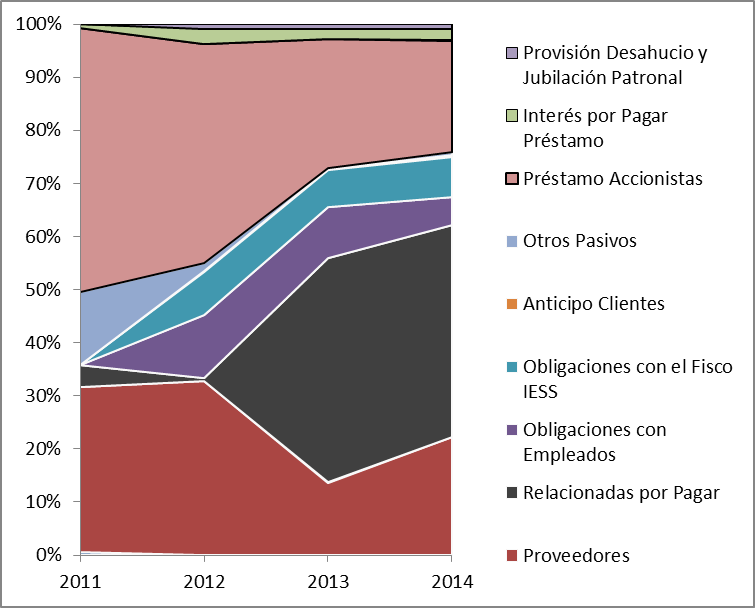 100%
90%
80%
70%
60%
50%
40%
30%
20%
10%
0%
2011 2012 2013 2014
Provisión Desahucio y
Jubilación Patronal
Interés por Pagar
Préstamo
Préstamo Accionistas
Otros Pasivos
Anticipo Clientes
Obligaciones con el Fisco
IESS
Obligaciones con
Empleados
Relacionadas por Pagar
Proveedores